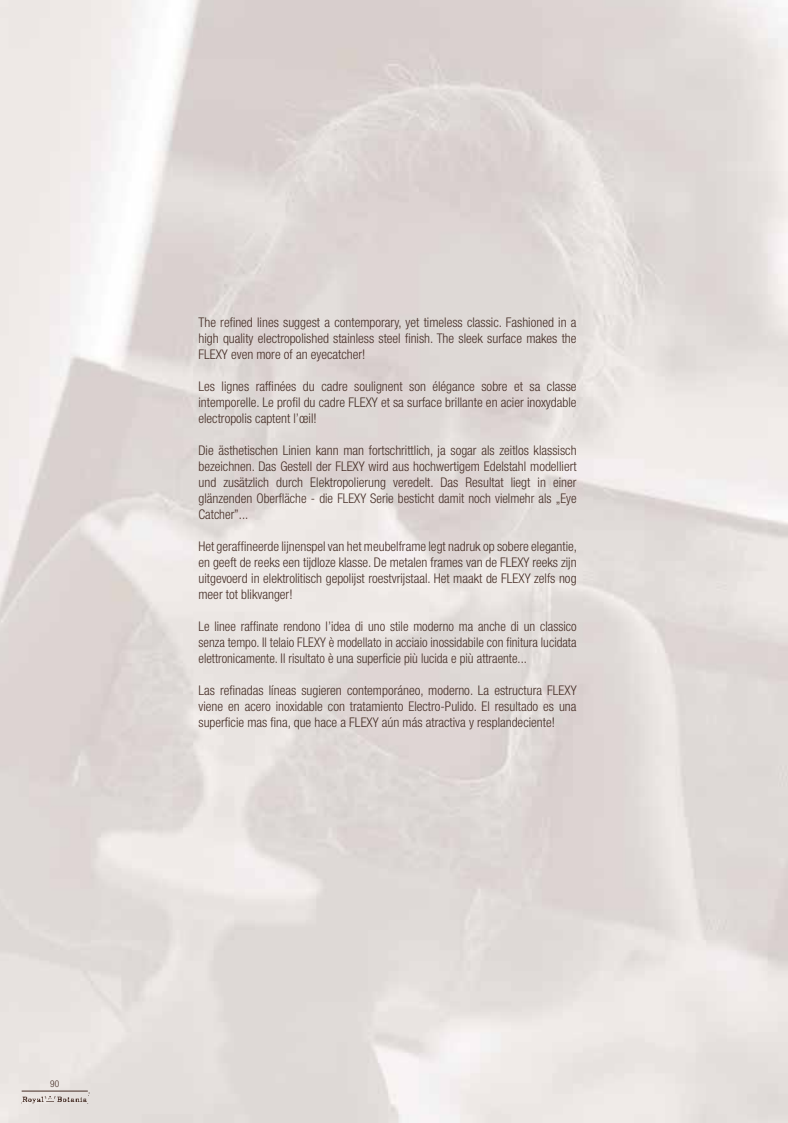 The refined lines suggest a contemporary, yet timeless classic. Fashioned in a
high quality electropolished stainless steel finish. The sleek surface makes the
FLEXY even more of an eyecatcher!
Les lignes raffinées du cadre soulignent son élégance sobre et sa classe
intemporelle. Le profil du cadre FLEXY et sa surface brillante en acier inoxydable
electropolis captent l'œil!
Die ästhetischen Linien kann man fortschrittlich, ja sogar als zeitlos klassisch
bezeichnen. Das Gestell der FLEXY wird aus hochwertigem Edelstahl modelliert
und zusätzlich durch Elektropolierung veredelt. Das Resultat liegt in einer
glänzenden Oberfläche - die FLEXY Serie besticht damit noch vielmehr als „Eye
Catcher"...
Het geraffineerde lijnenspel van het meubelframe legt nadruk op sobere elegantie,
en geeft de reeks een tijdloze klasse. De metalen frames van de FLEXY reeks zijn
uitgevoerd in elektrolitisch gepolijst roestvrijstaal. Het maakt de FLEXY zelfs nog
meer tot blikvanger!
Le linee raffinate rendono l'idea di uno stile moderno ma anche di un classico
senza tempo. Il telaio FLEXY è modellato in acciaio inossidabile con finitura lucidata
elettronicamente. Il risultato è una superficie più lucida e più attraente...
Las refinadas líneas sugieren contemporáneo, moderno. La estructura FLEXY
viene en acero inoxidable con tratamiento Electro-Pulido. El resultado es una
superficie mas fina, que hace a FLEXY aún más atractiva y resplandeciente!
90
Royal Botania